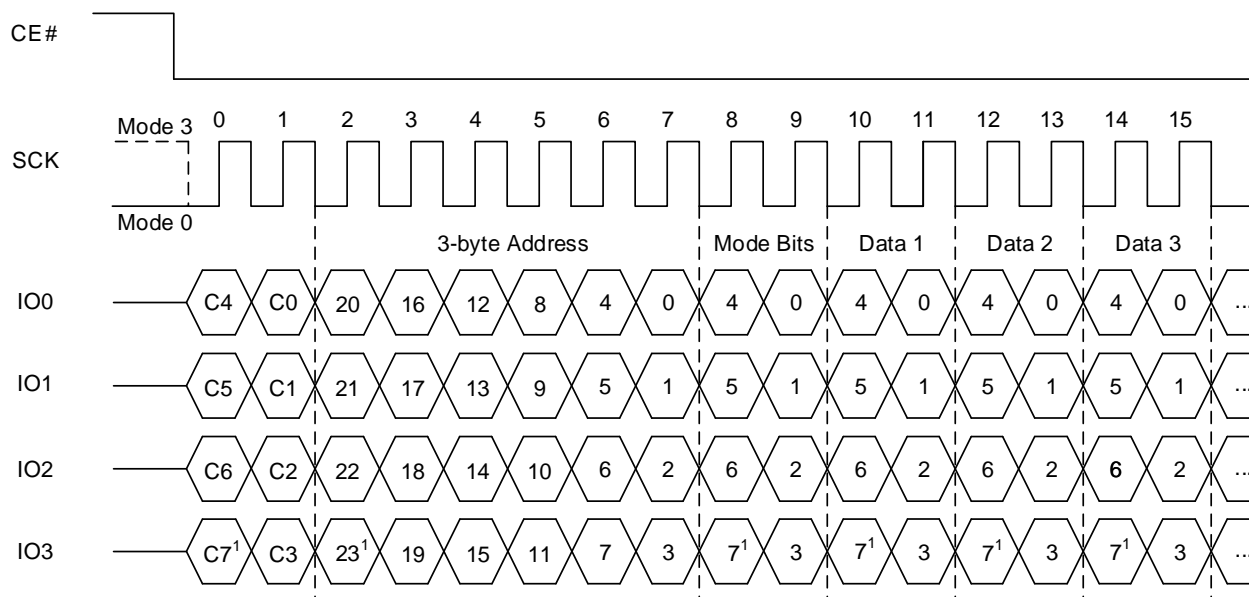 CE#
Mode 3 0 1 2 3 4 5 6 7 8 9 10 11 12 13 14 15
SCK
Mode 0
3-byte Address Mode Bits Data 1 Data 2 Data 3
IO0 C4 C0 20 16 12 8 4 0 4 0 4 0 4 0 4 0 ...
IO1 C5 C1 21 17 13 9 5 1 5 1 5 1 5 1 5 1 ...
IO2 C6 C2 22 18 14 10 6 2 6 2 6 2 6 2 6 2 ...
IO3 C7¹ C3 23¹ 19 15 11 7 3 7¹ 3 7¹ 3 7¹ 3 7¹ 3 ...